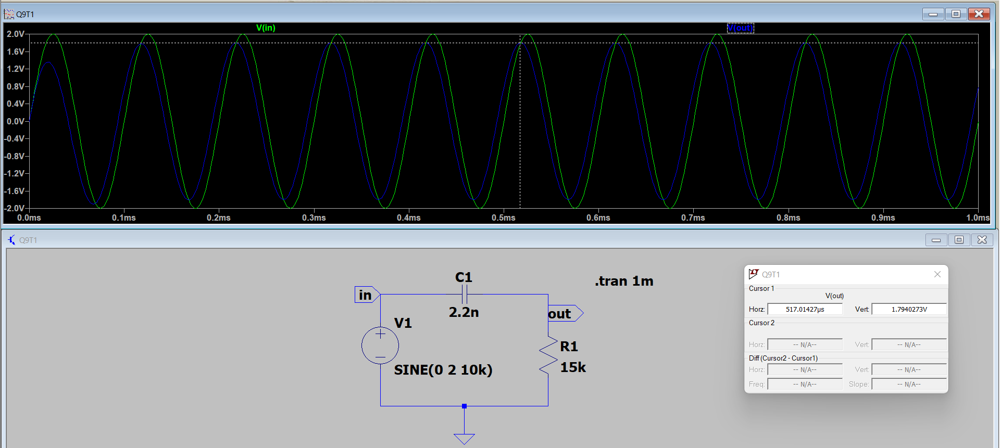 Q9T1
V(in)
V(out)
2.0V
1.6V
1.2V
0.8V
0.4V
0.0V
-0.4V
-0.8V
-1.2V
-1.6V
-2.0V
0.0ms 0.1ms 0.2ms 0.3ms 0.4ms 0.5ms 0.6ms 0.7ms 0.8ms 0.9ms 1.0ms
Q9T1
C1
in
2.2n
V1
SINE(0 2 10k)
out
R1
15k
.tran 1m
Q9T1
Cursor 1
V(out)
Horz: 517.01427µs Vert: 1.7940273V
Cursor 2
Horz: -- N/A-- Vert: -- N/A--
Diff (Cursor2 - Cursor1)
Horz: -- N/A-- Vert: -- N/A--
Freq: -- N/A-- Slope: -- N/A--